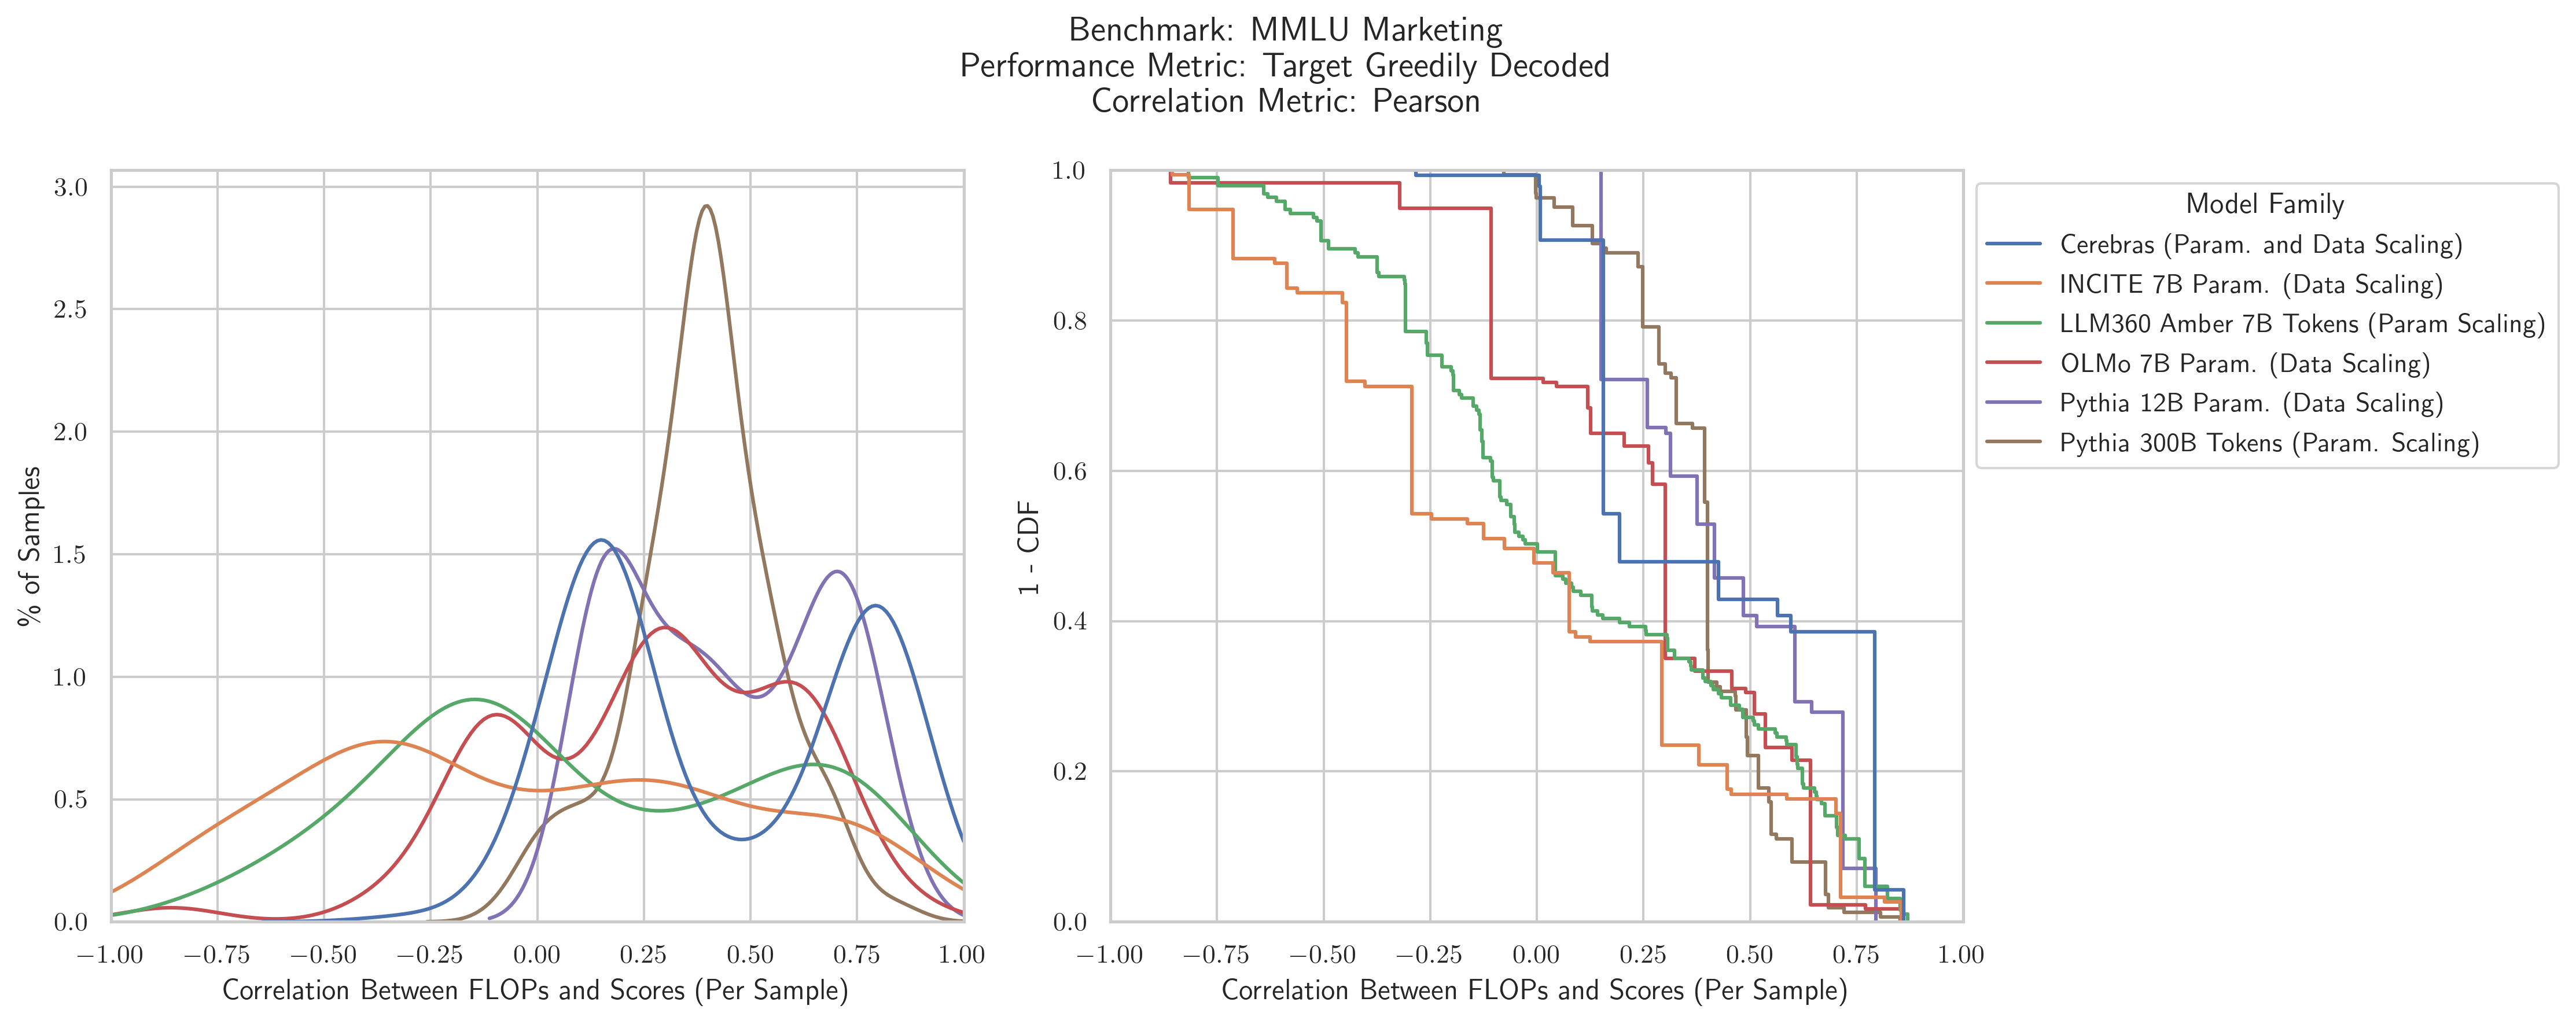 Benchmark: MMLU Marketing
Performance Metric: Target Greedily Decoded
Correlation Metric: Pearson
% of Samples
3.0
2.5
2.0
1.5
1.0
0.5
0.0
−1.00 −0.75 −0.50 −0.25 0.00 0.25 0.50 0.75 1.00
Correlation Between FLOPs and Scores (Per Sample)
1 - CDF
1.0
0.8
0.6
0.4
0.2
0.0
−1.00 −0.75 −0.50 −0.25 0.00 0.25 0.50 0.75 1.00
Correlation Between FLOPs and Scores (Per Sample)
Model Family
Cerebras (Param. and Data Scaling)
INCITE 7B Param. (Data Scaling)
LLM360 Amber 7B Tokens (Param Scaling)
OLMo 7B Param. (Data Scaling)
Pythia 12B Param. (Data Scaling)
Pythia 300B Tokens (Param. Scaling)